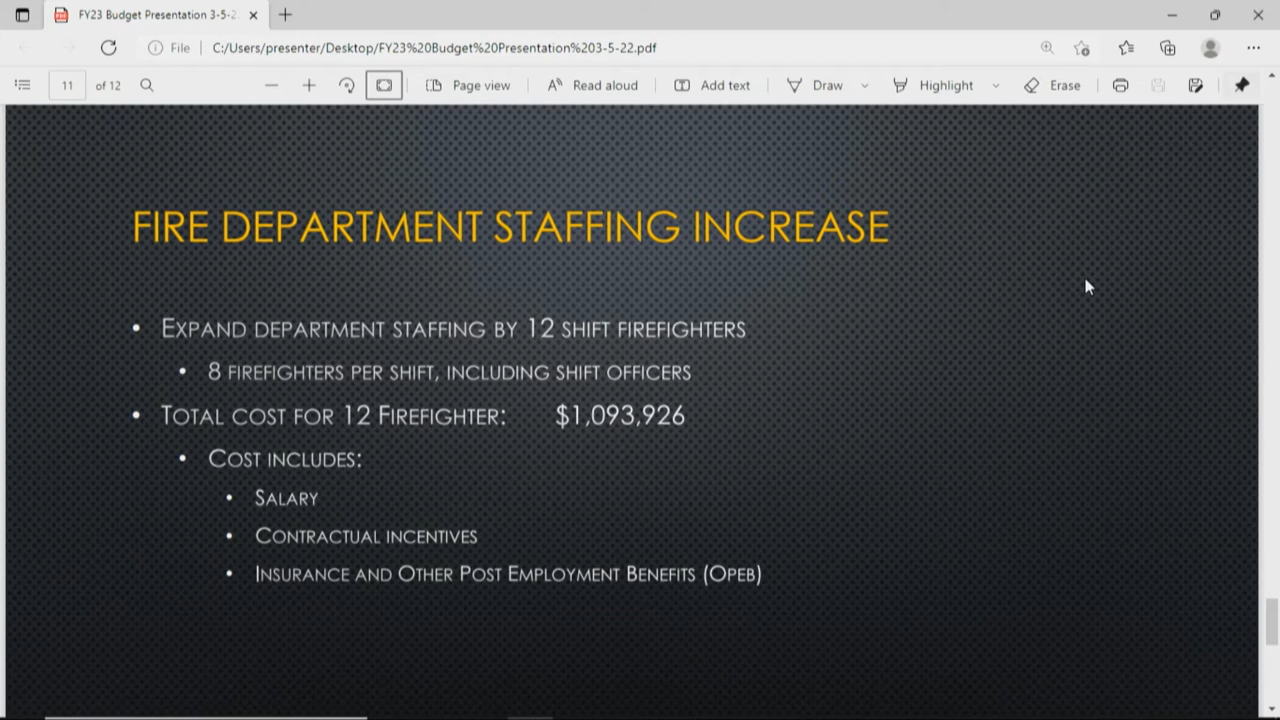 FY23 Budget Presentation 3-5-2
File C:/Users/presenter/Desktop/FY23%20Budget%20Presentation%203-5-22.pdf
11 of 12 Page view Read aloud Add text Draw Highlight Erase
FIRE DEPARTMENT STAFFING INCREASE
• EXPAND DEPARTMENT STAFFING BY 12 SHIFT FIREFIGHTERS
• 8 FIREFIGHTERS PER SHIFT, INCLUDING SHIFT OFFICERS
• TOTAL COST FOR 12 FIREFIGHTER: $1,093,926
• COST INCLUDES:
• SALARY
• CONTRACTUAL INCENTIVES
• INSURANCE AND OTHER POST EMPLOYMENT BENEFITS (OPEB)